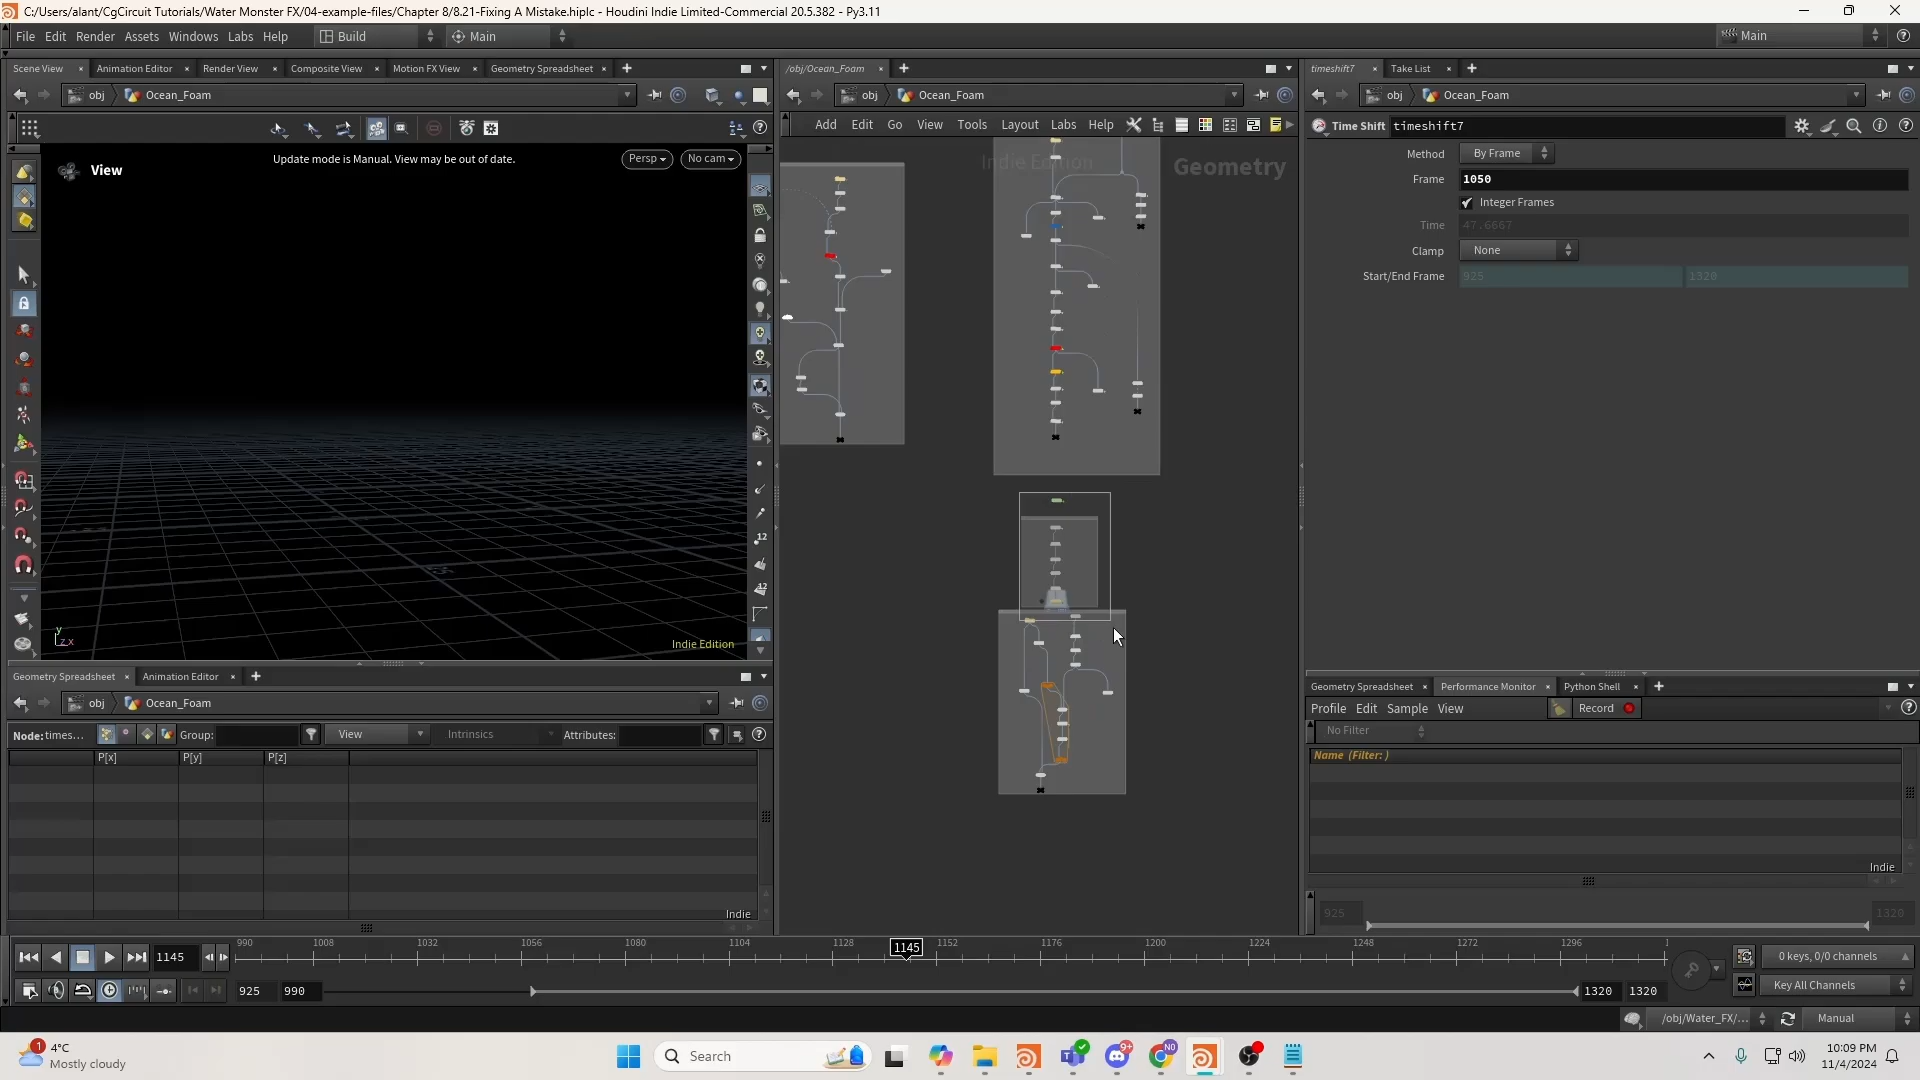 C:/Users/alant/CgCircuit Tutorials/Water Monster FX/04-example-files/Chapter 8/8.21-Fixing A Mistake.hiplc - Houdini Indie Limited-Commercial 20.5.382 - Py3.11
File Edit Render Assets Windows Labs Help Build Main Main
Scene View Animation Editor Render View Composite View Motion FX View Geometry Spreadsheet
obj Ocean_Foam
View
Update mode is Manual. View may be out of date.
Persp No cam
12
12
y
z x
Indie Edition
/obj/Ocean_Foam
obj Ocean_Foam
Add Edit Go View Tools Layout Labs Help
Indie Edition Geometry
timeshift7 Take List
obj Ocean_Foam
Time Shift timeshift7
Method By Frame
Frame 1050
Integer Frames
Time 47.6667
Clamp None
Start/End Frame 925 1320
Geometry Spreadsheet Animation Editor
obj Ocean_Foam
Node: times... Group: View Intrinsics Attributes:
P[x] P[y] P[z]
Indie
Geometry Spreadsheet Performance Monitor Python Shell
Profile Edit Sample View Record
No Filter
Name (Filter: )
Indie
925 1320
1145 990 1008 1032 1056 1080 1104 1128 1145 1152 1176 1200 1224 1248 1272 1296
0 keys, 0/0 channels
925 990 1320 1320
Key All Channels
/obj/Water_FX/... Manual
1
4°C
Mostly cloudy
Search
9+
NO
10:09 PM
11/4/2024